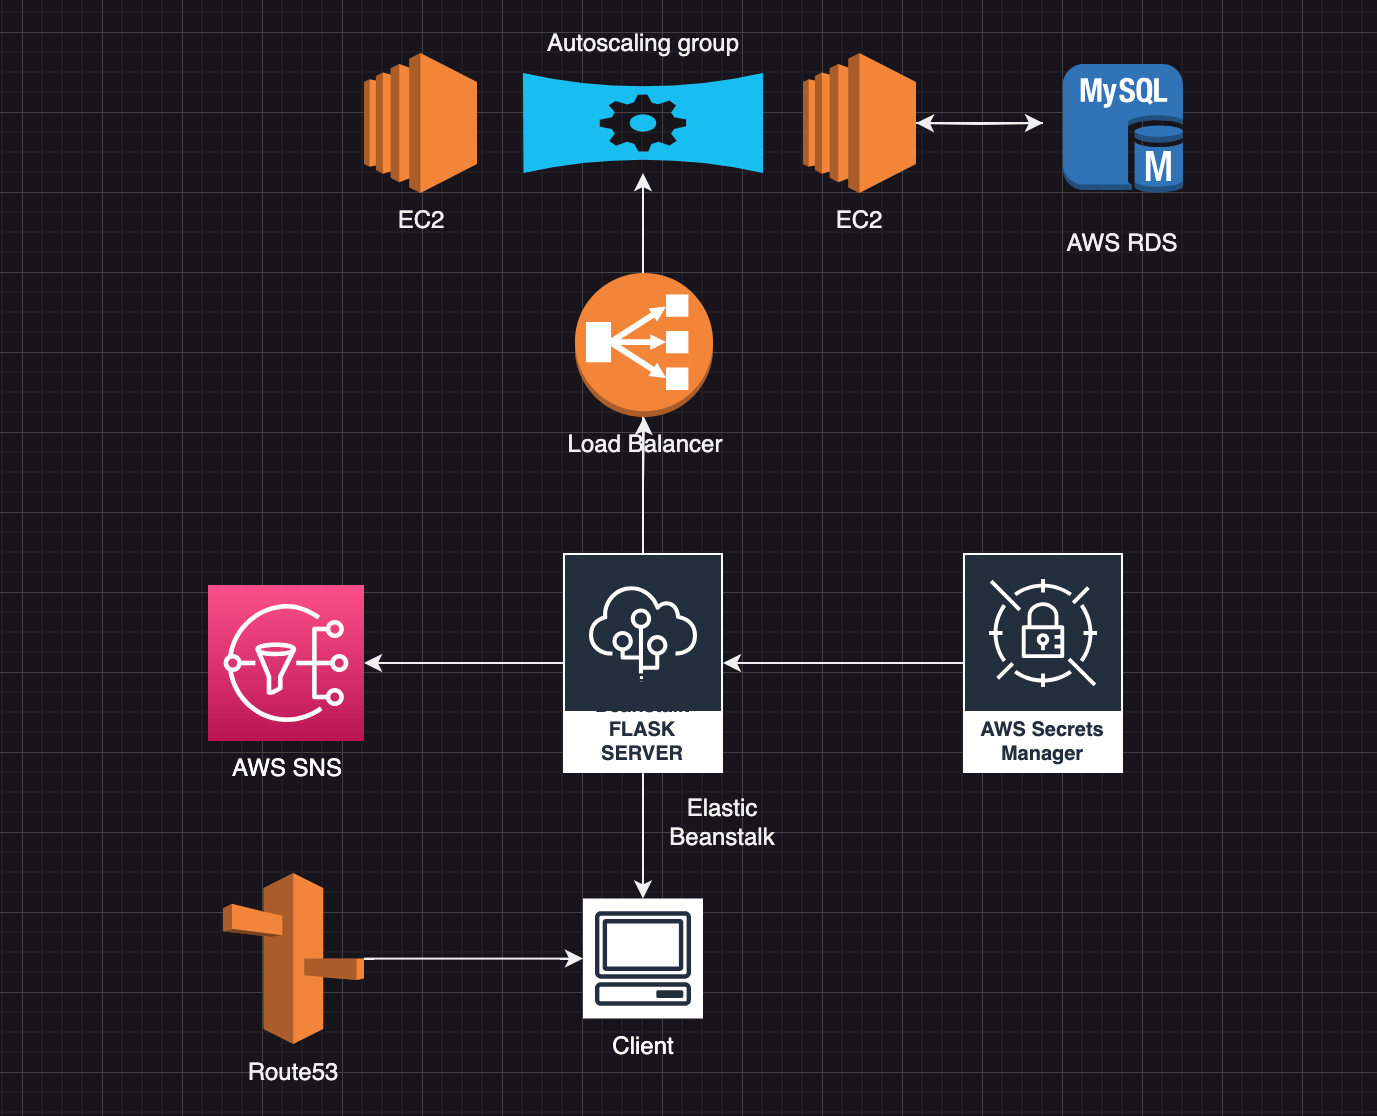 Autoscaling group
MySQL
M
EC2
EC2
AWS RDS
Load Balancer
FLASK
SERVER
AWS Secrets
Manager
AWS SNS
Elastic
Beanstalk
Client
Route53